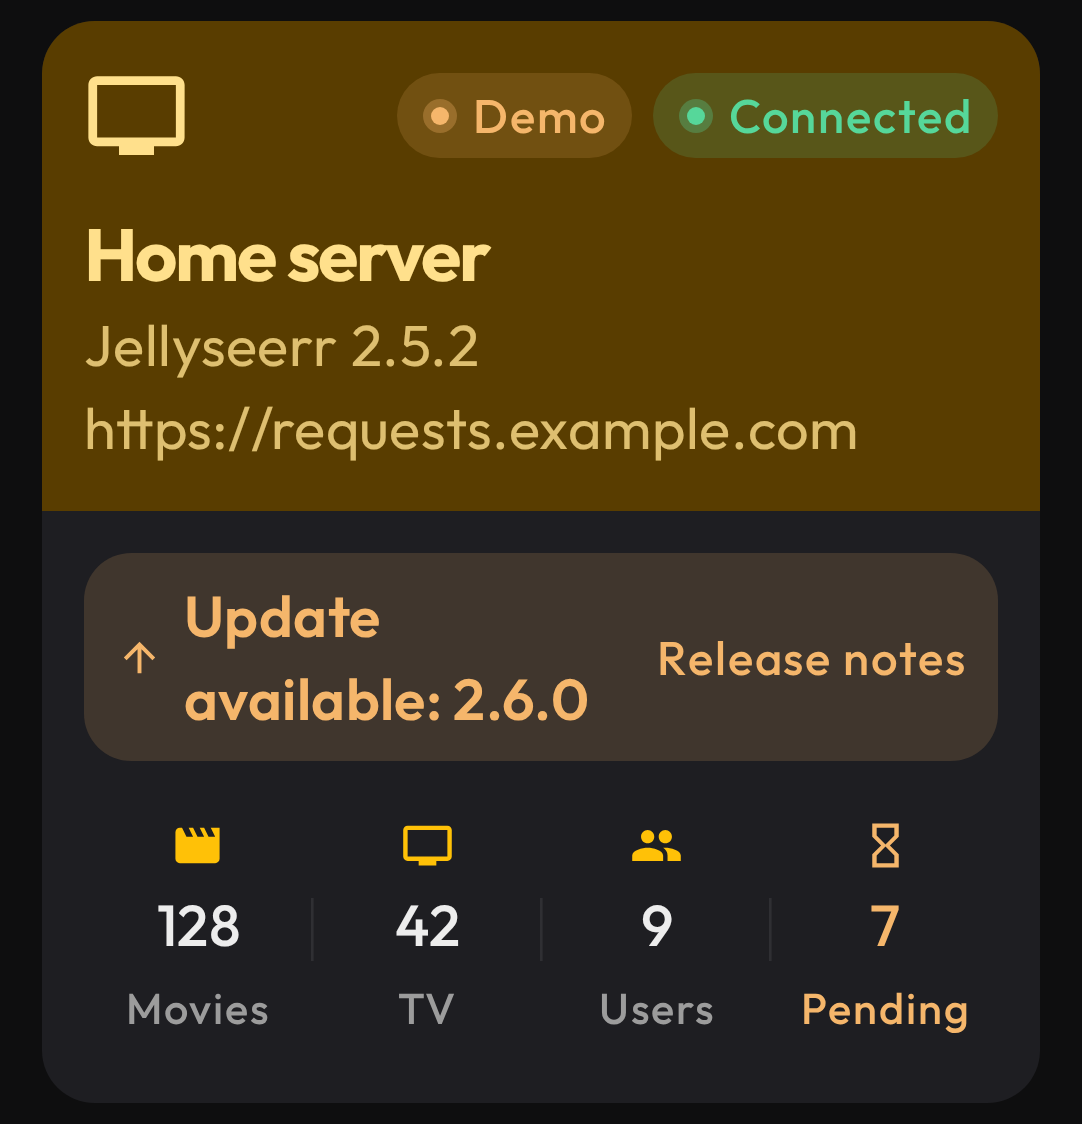 Demo
Connected
Home server
Jellyseerr 2.5.2
https://requests.example.com
Update
available: 2.6.0
Release notes
128
42
9
7
Movies
TV
Users
Pending